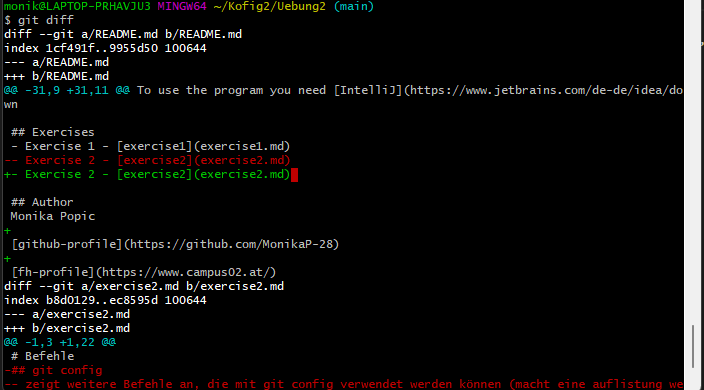 monik@LAPTOP-PRHAVJU3 MINGW64 ~/Kofig2/Uebung2 (main)
$ git diff
diff --git a/README.md b/README.md
index 1cf491f..9955d50 100644
--- a/README.md
+++ b/README.md
@@ -31,9 +31,11 @@ To use the program you need [IntelliJ](https://www.jetbrains.com/de-de/idea/do
wn
 ## Exercises
 - Exercise 1 - [exercise1](exercise1.md)
-- Exercise 2 - [exercise2](exercise2.md)
+- Exercise 2 - [exercise2](exercise2.md)
 ## Author
 Monika Popic
+
 [github-profile](https://github.com/MonikaP-28)
+
 [fh-profile](https://www.campus02.at/)
diff --git a/exercise2.md b/exercise2.md
index b8d0129..ec8595d 100644
--- a/exercise2.md
+++ b/exercise2.md
@@ -1,3 +1,22 @@
 # Befehle
-## git config
-- zeigt weitere Befehle an, die mit git config verwendet werden können (macht eine auflistung we